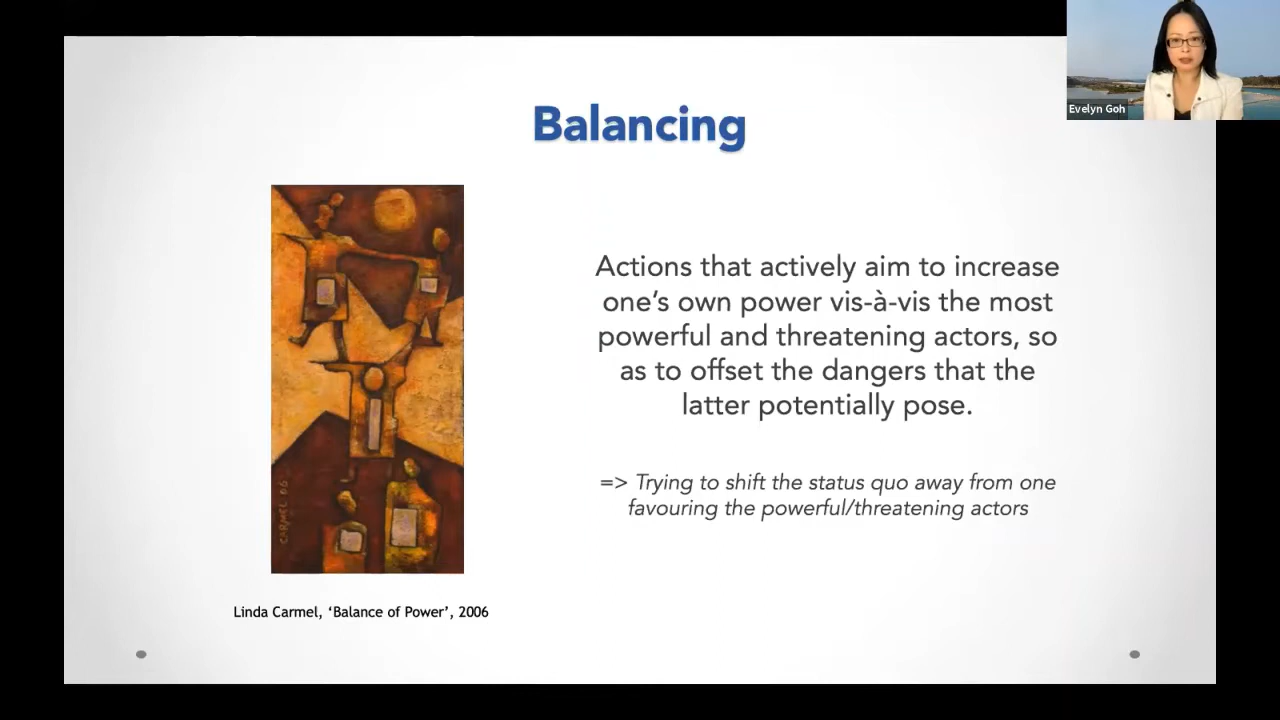 Evelyn Goh
Balancing
Actions that actively aim to increase
one’s own power vis-à-vis the most
powerful and threatening actors, so
as to offset the dangers that the
latter potentially pose.
=> Trying to shift the status quo away from one
favouring the powerful/threatening actors
CARMEL 06
Linda Carmel, ‘Balance of Power’, 2006